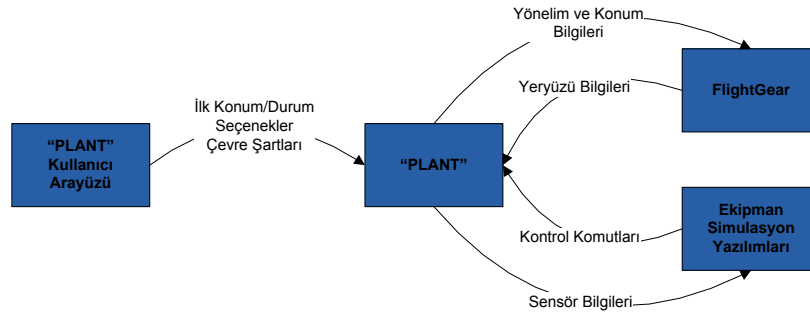 “PLANT”
Kullanıcı
Arayüzü
İlk Konum/Durum
Seçenekler
Çevre Şartları
“PLANT”
Yönelim ve Konum
Bilgileri
Yeryüzü Bilgileri
FlightGear
Kontrol Komutları
Ekipman
Simulasyon
Yazılımları
Sensör Bilgileri